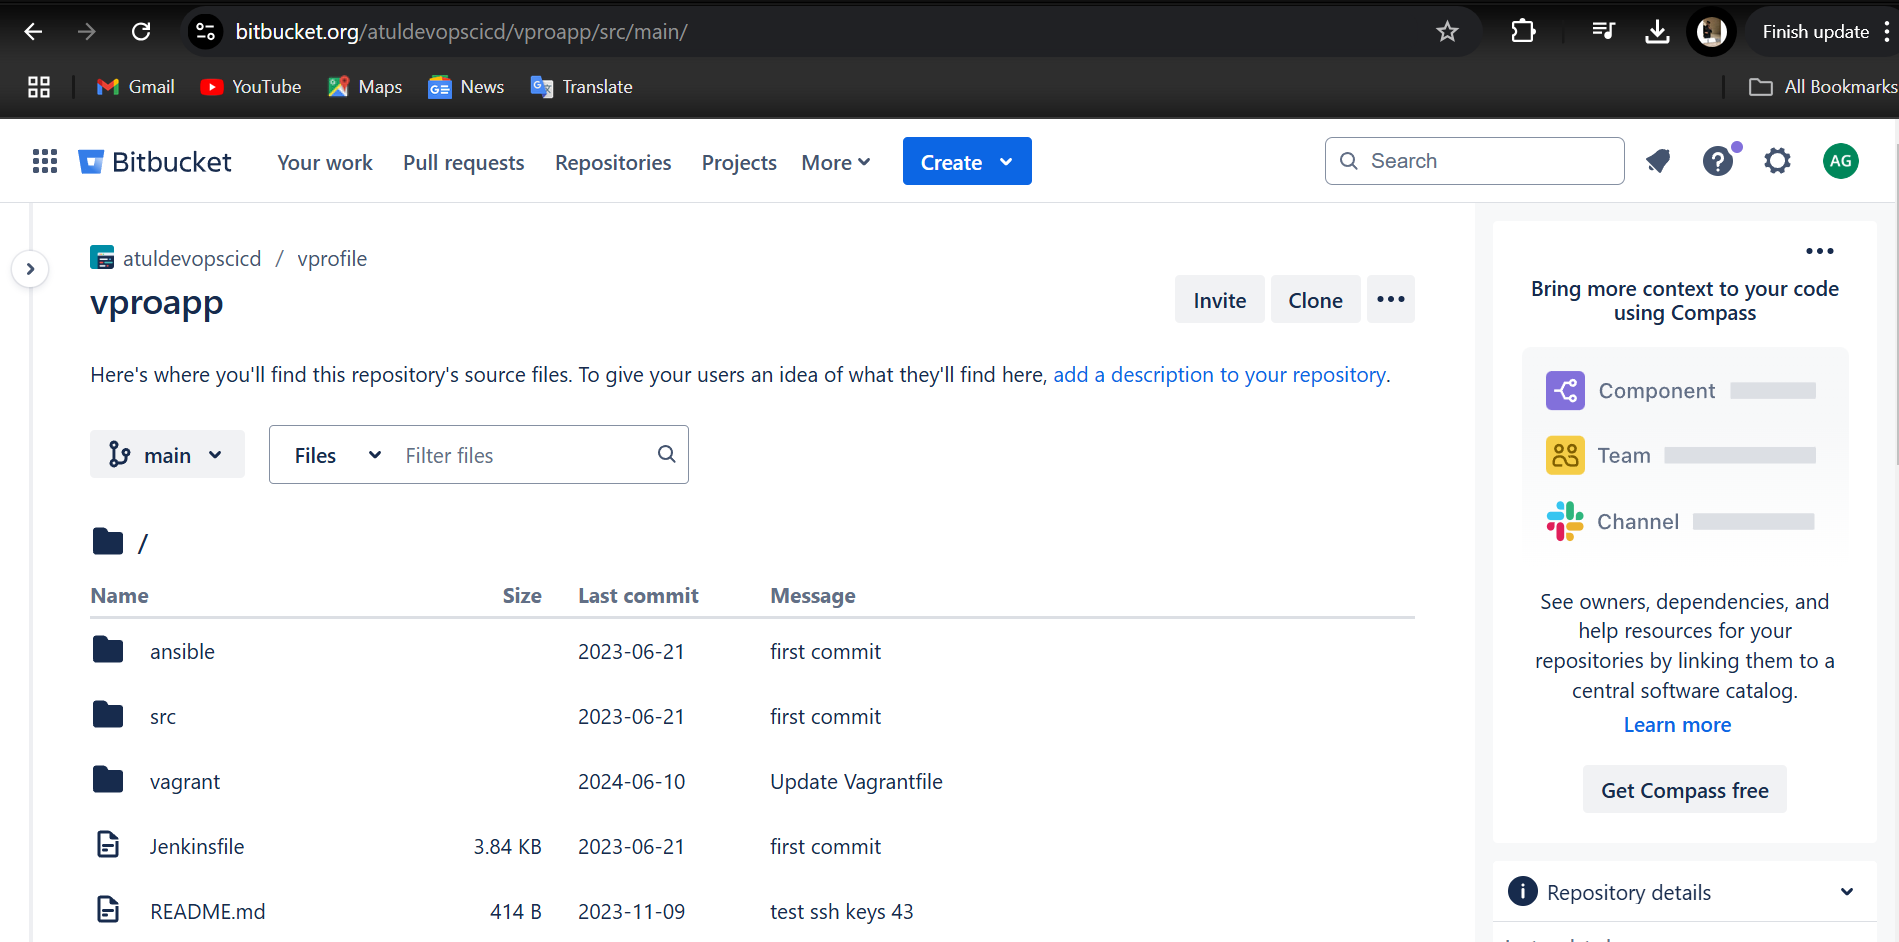 bitbucket.org/atuldevopscicd/vproapp/src/main/
Finish update
Gmail YouTube Maps News Translate
All Bookmarks
Bitbucket Your work Pull requests Repositories Projects More Create
Search
AG
atuldevopscicd / vprofile
vproapp
Invite Clone
Here's where you'll find this repository's source files. To give your users an idea of what they'll find here, add a description to your repository.
main
Files Filter files
/
Name Size Last commit Message
ansible 2023-06-21 first commit
src 2023-06-21 first commit
vagrant 2024-06-10 Update Vagrantfile
Jenkinsfile 3.84 KB 2023-06-21 first commit
README.md 414 B 2023-11-09 test ssh keys 43
Bring more context to your code
using Compass
Component
Team
Channel
See owners, dependencies, and
help resources for your
repositories by linking them to a
central software catalog.
Learn more
Get Compass free
Repository details